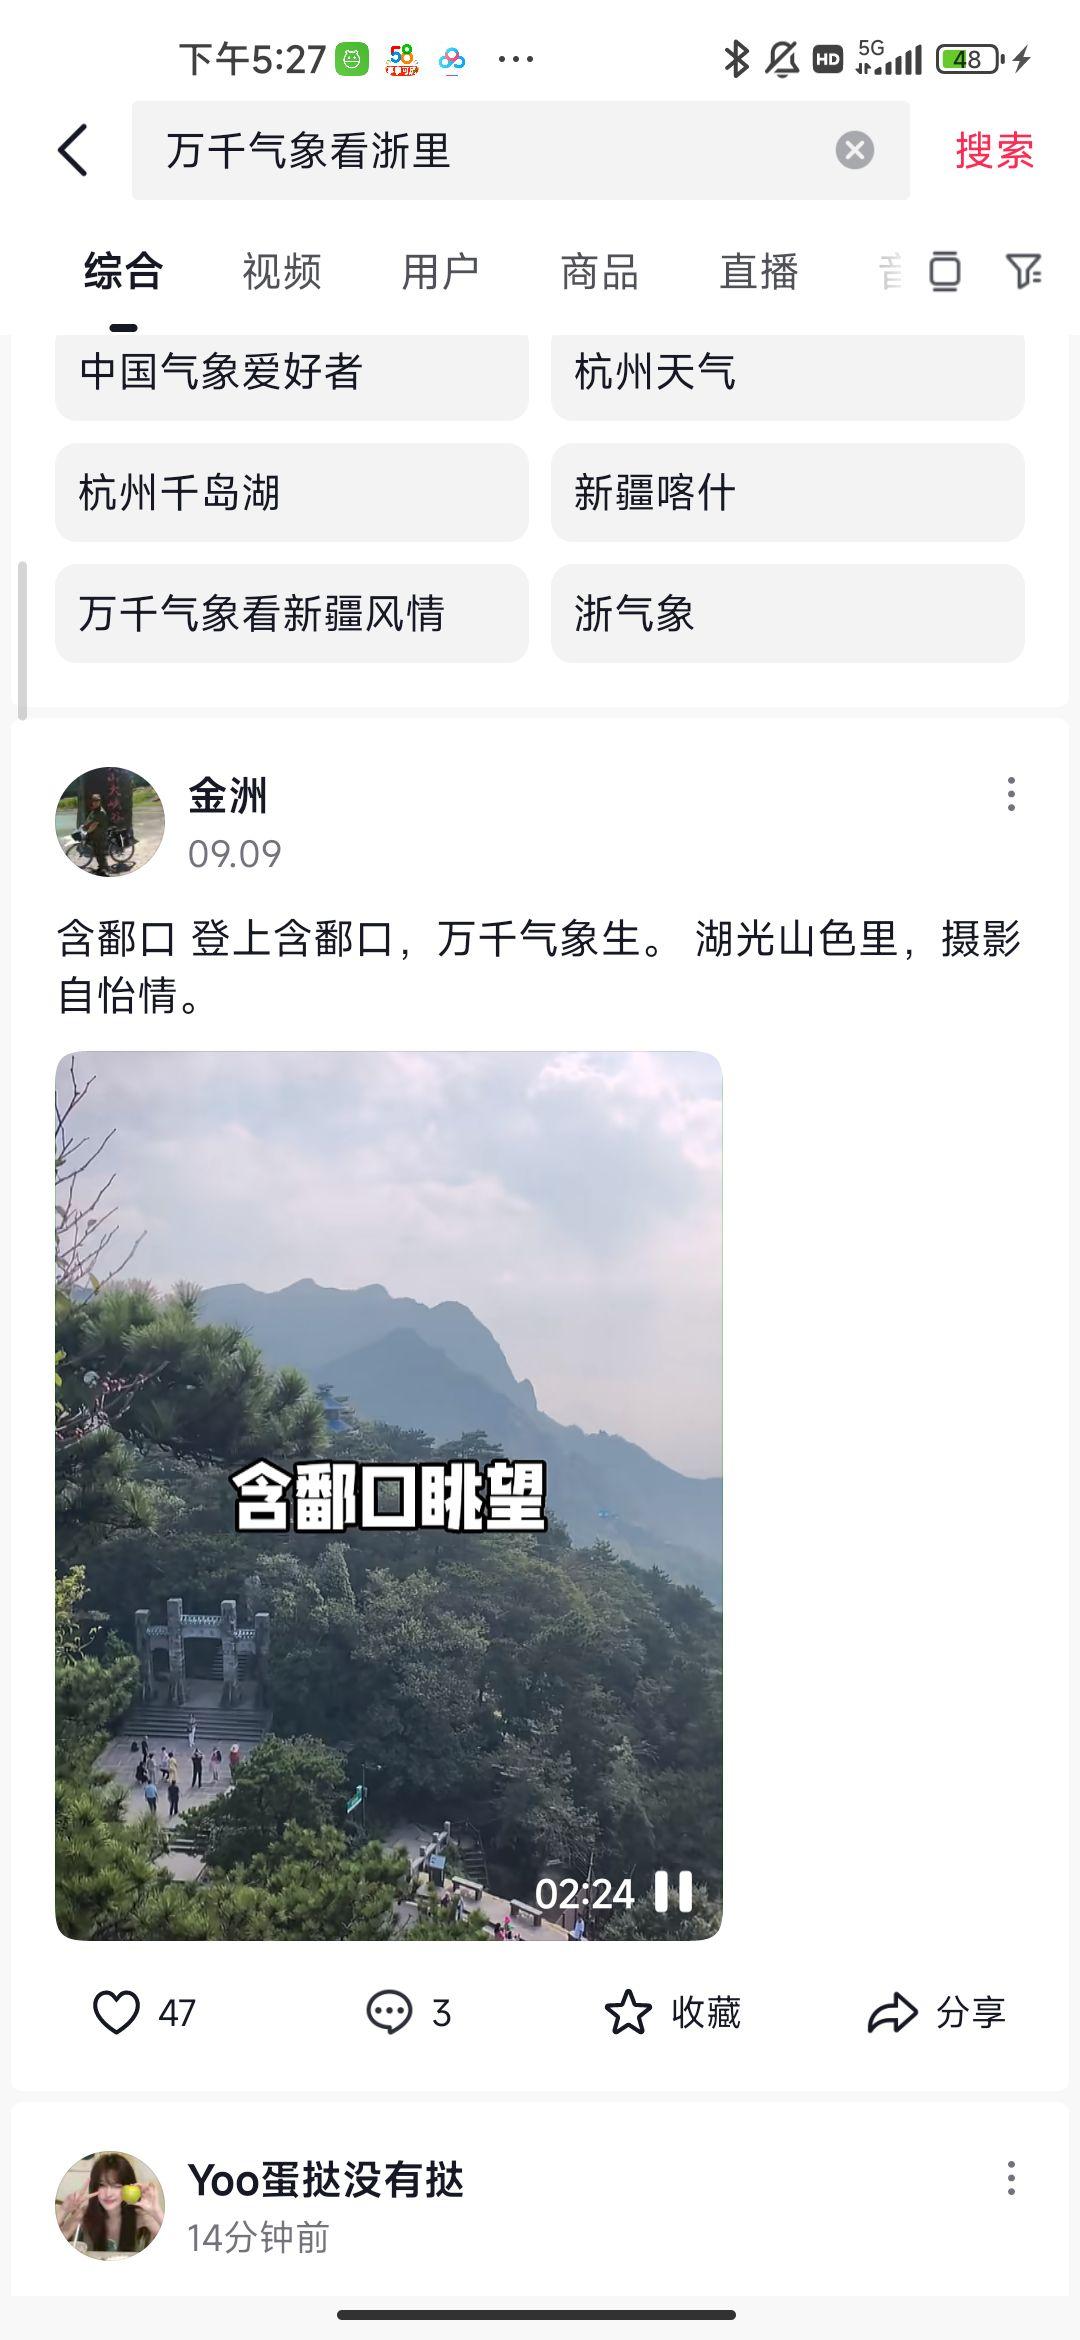 下午5:27
58
HD
5G
48
万千气象看浙里
搜索
综合 视频 用户 商品 直播
中国气象爱好者
杭州天气
杭州千岛湖
新疆喀什
万千气象看新疆风情
浙气象
金洲
09.09
含鄱口 登上含鄱口，万千气象生。 湖光山色里，摄影
自怡情。
含鄱口眺望
02:24
47
3
收藏
分享
Yoo蛋挞没有挞
14分钟前